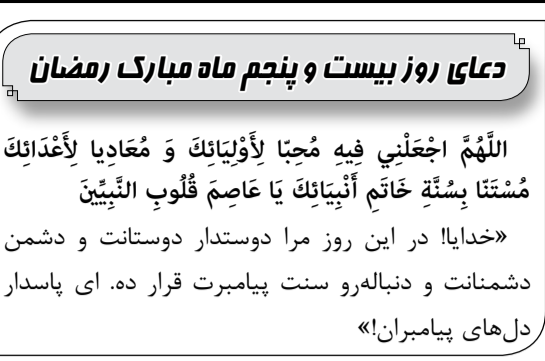 دعای روز بیست و پنجم ماه مبارک رمضان
اللَّهُمَّ اجْعَلْنِي فِيهِ مُحِبّا لِأَوْلِيَائِكَ وَ مُعَادِيا لِأَعْدَائِكَ
مُسْتَنّا بِسُنَّةِ خَاتَمِ أَنْبِيَائِكَ يَا عَاصِمَ قُلُوبِ النَّبِيِّينَ
«خدایا! در این روز مرا دوستدار دوستانت و دشمن
دشمنانت و دنباله‌رو سنت پیامبرت قرار ده. ای پاسدار
دل‌های پیامبران!»